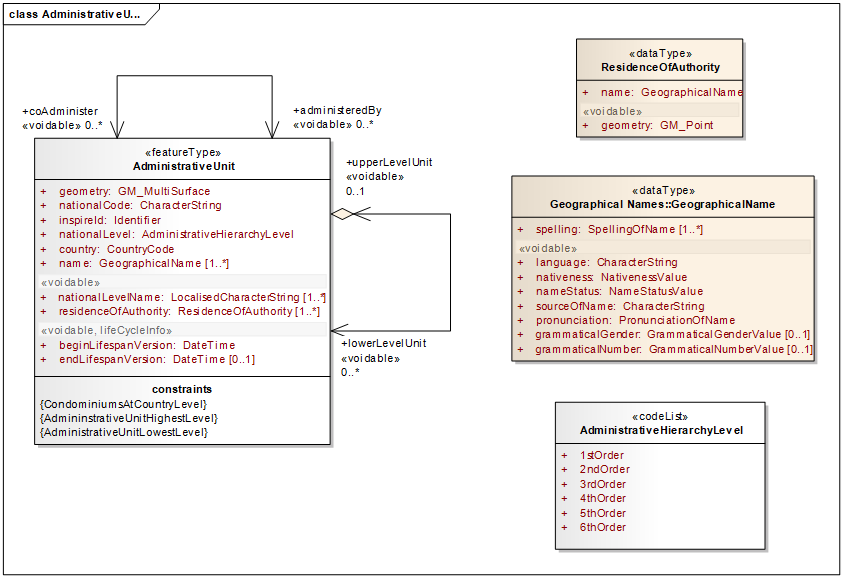 class AdministrativeU...
+coAdminister
«voidable» 0..*
+administeredBy
«voidable» 0..*
«featureType»
AdministrativeUnit
+ geometry: GM_MultiSurface
+ nationalCode: CharacterString
+ inspireId: Identifier
+ nationalLevel: AdministrativeHierarchyLevel
+ country: CountryCode
+ name: GeographicalName [1..*]
«voidable»
+ nationalLevelName: LocalisedCharacterString [1..*]
+ residenceOfAuthority: ResidenceOfAuthority [1..*]
«voidable, lifeCycleInfo»
+ beginLifespanVersion: DateTime
+ endLifespanVersion: DateTime [0..1]
constraints
{CondominiumsAtCountryLevel}
{AdmininstrativeUnitHighestLevel}
{AdministrativeUnitLowestLevel}
+upperLevelUnit
«voidable»
0..1
+lowerLevelUnit
«voidable»
0..*
«dataType»
ResidenceOfAuthority
+ name: GeographicalName
«voidable»
+ geometry: GM_Point
«dataType»
Geographical Names::GeographicalName
+ spelling: SpellingOfName [1..*]
«voidable»
+ language: CharacterString
+ nativeness: NativenessValue
+ nameStatus: NameStatusValue
+ sourceOfName: CharacterString
+ pronunciation: PronunciationOfName
+ grammaticalGender: GrammaticalGenderValue [0..1]
+ grammaticalNumber: GrammaticalNumberValue [0..1]
«codeList»
AdministrativeHierarchyLevel
+ 1stOrder
+ 2ndOrder
+ 3rdOrder
+ 4thOrder
+ 5thOrder
+ 6thOrder